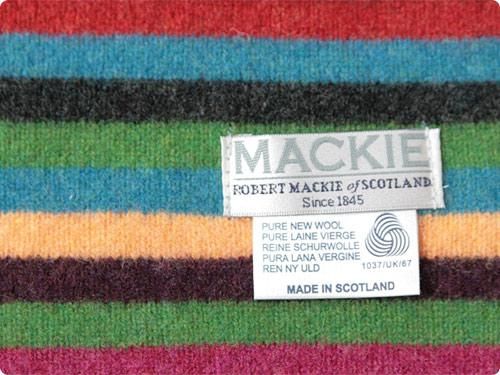 MACKIE
ROBERT MACKIE of SCOTLAND
Since 1845
PURE NEW WOOL
PURE LAINE VIERGE
REINE SCHURWOLLE
PURA LANA VERGINE
REN NY ULD
1037/UK/67
MADE IN SCOTLAND